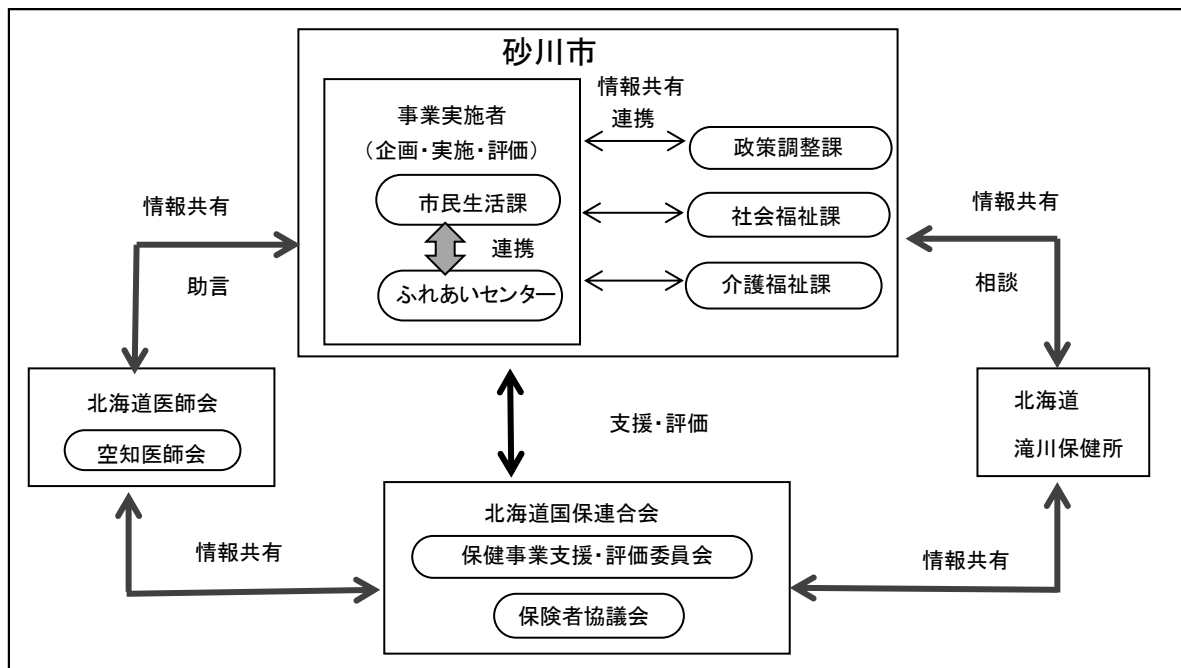 砂川市
事業実施者
（企画・実施・評価）
市民生活課
連携
ふれあいセンター
情報共有
連携
政策調整課
社会福祉課
介護福祉課
情報共有
助言
情報共有
相談
北海道医師会
空知医師会
支援・評価
北海道
滝川保健所
北海道国保連合会
保健事業支援・評価委員会
保険者協議会
情報共有
情報共有